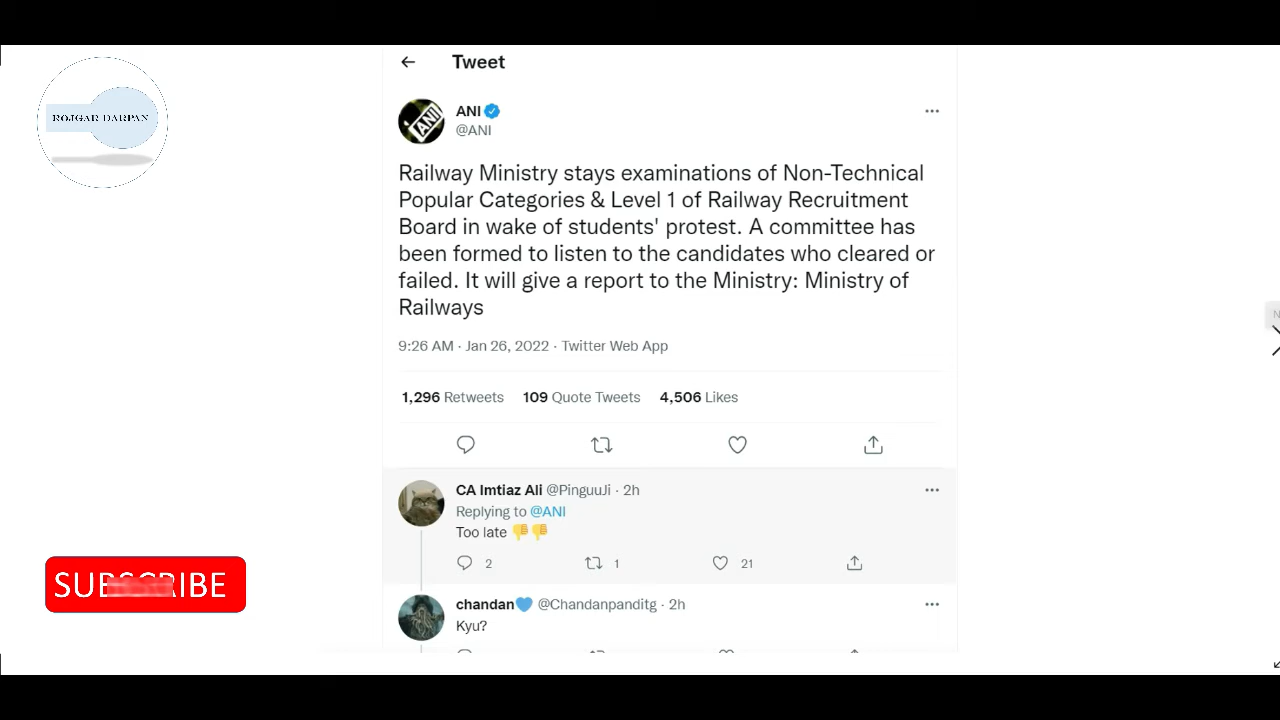 Tweet
ROJGAR DARPAN
ANI
@ANI
Railway Ministry stays examinations of Non-Technical
Popular Categories & Level 1 of Railway Recruitment
Board in wake of students' protest. A committee has
been formed to listen to the candidates who cleared or
failed. It will give a report to the Ministry: Ministry of
Railways
9:26 AM · Jan 26, 2022 · Twitter Web App
1,296 Retweets 109 Quote Tweets 4,506 Likes
CA Imtiaz Ali @PinguuJi · 2h
Replying to @ANI
Too late 👎👎
2 1 21
SUBSCRIBE
chandan💙 @Chandanpanditg · 2h
Kyu?